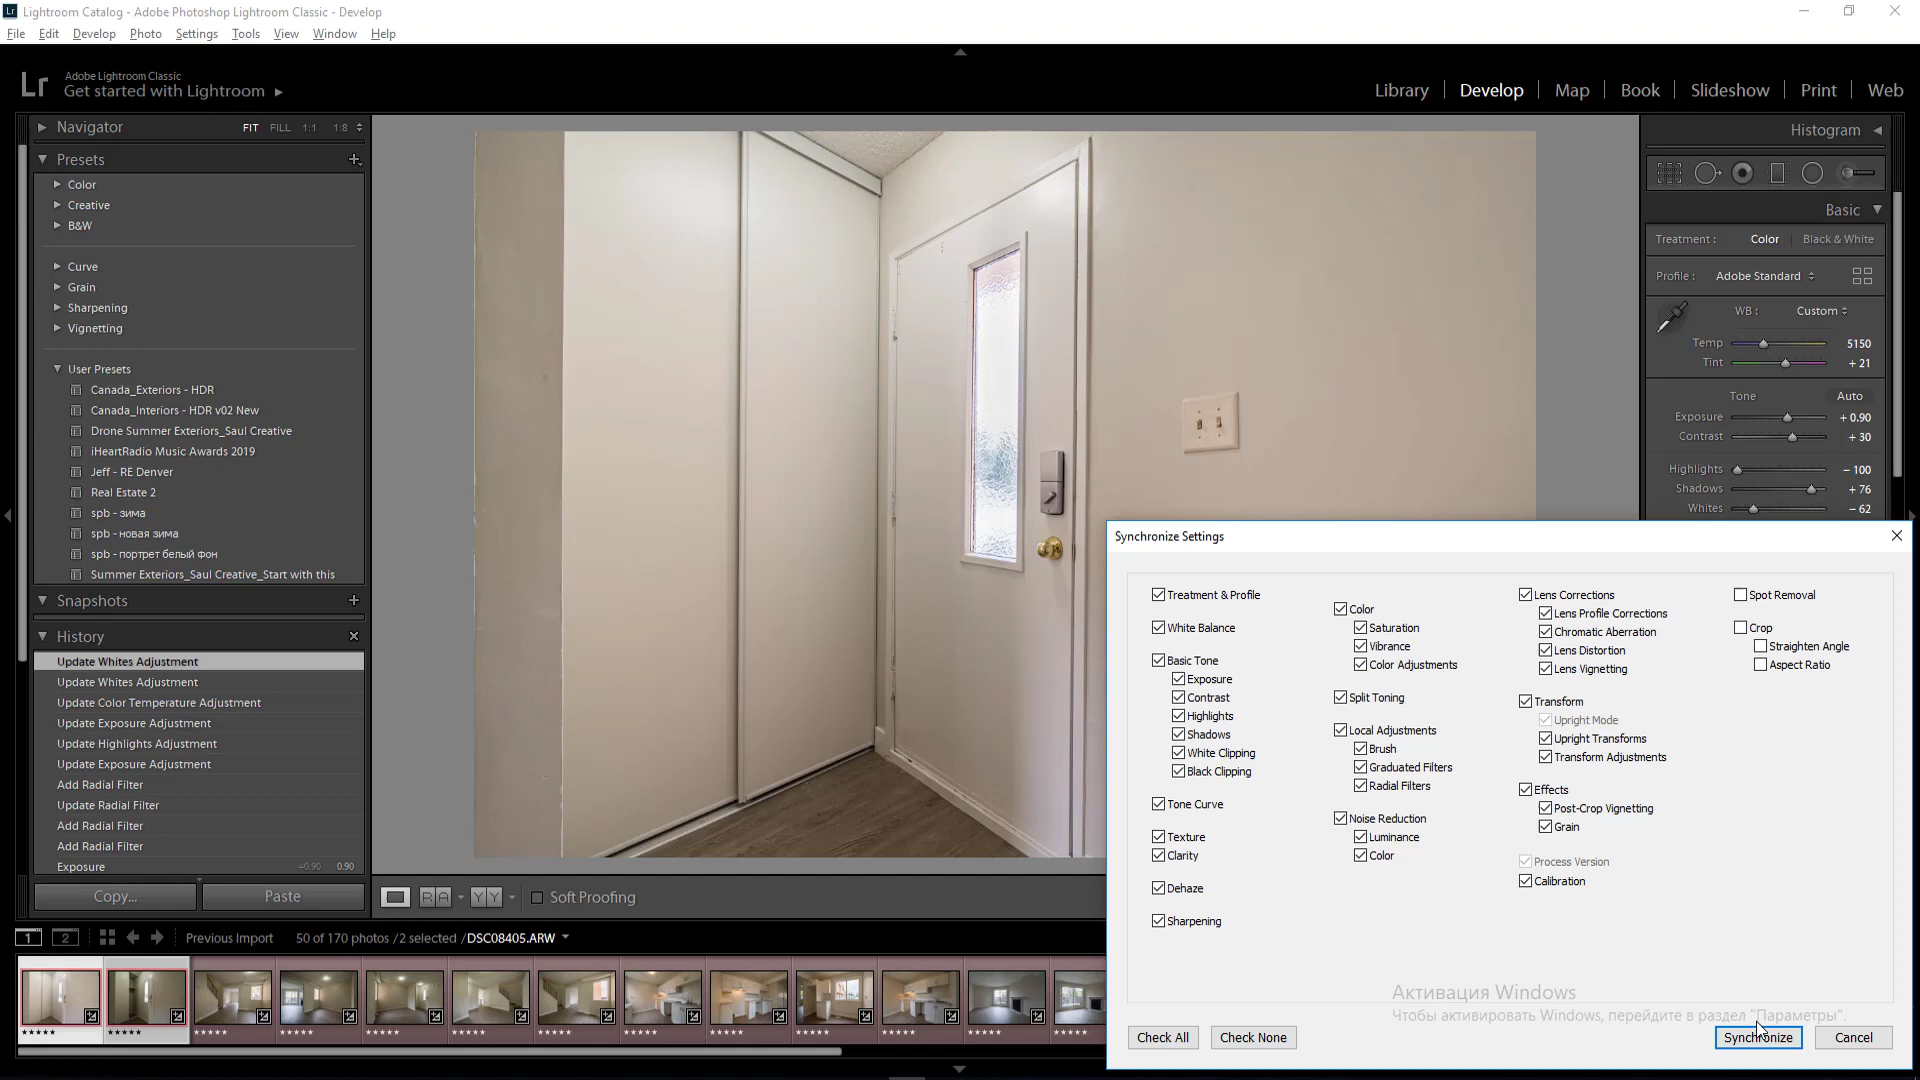 Lightroom Catalog - Adobe Photoshop Lightroom Classic - Develop
File Edit Develop Photo Settings Tools View Window Help
Lr
Adobe Lightroom Classic
Get started with Lightroom
Library Develop Map Book Slideshow Print Web
Navigator FIT FILL 1:1 1:8
Presets
Color
Creative
B&W
Curve
Grain
Sharpening
Vignetting
User Presets
Canada_Exteriors - HDR
Canada_Interiors - HDR v02 New
Drone Summer Exteriors_Saul Creative
iHeartRadio Music Awards 2019
Jeff - RE Denver
Real Estate 2
spb - зима
spb - новая зима
spb - портрет белый фон
Summer Exteriors_Saul Creative_Start with this
Snapshots
History
Update Whites Adjustment
Update Whites Adjustment
Update Color Temperature Adjustment
Update Exposure Adjustment
Update Highlights Adjustment
Update Exposure Adjustment
Add Radial Filter
Update Radial Filter
Add Radial Filter
Add Radial Filter
Exposure +0.90 0.90
Copy... Paste
Soft Proofing
Histogram
Basic
Treatment : Color Black & White
Profile : Adobe Standard
WB : Custom
Temp 5150
Tint + 21
Tone Auto
Exposure + 0.90
Contrast + 30
Highlights - 100
Shadows + 76
Whites - 62
Synchronize Settings
Treatment & Profile
White Balance
Basic Tone
Exposure
Contrast
Highlights
Shadows
White Clipping
Black Clipping
Tone Curve
Texture
Clarity
Dehaze
Sharpening
Color
Saturation
Vibrance
Color Adjustments
Split Toning
Local Adjustments
Brush
Graduated Filters
Radial Filters
Noise Reduction
Luminance
Color
Lens Corrections
Lens Profile Corrections
Chromatic Aberration
Lens Distortion
Lens Vignetting
Transform
Upright Mode
Upright Transforms
Transform Adjustments
Effects
Post-Crop Vignetting
Grain
Process Version
Calibration
Spot Removal
Crop
Straighten Angle
Aspect Ratio
Активация Windows
Чтобы активировать Windows, перейдите в раздел "Параметры".
Check All Check None Synchronize Cancel
1 2 Previous Import 50 of 170 photos /2 selected /DSC08405.ARW